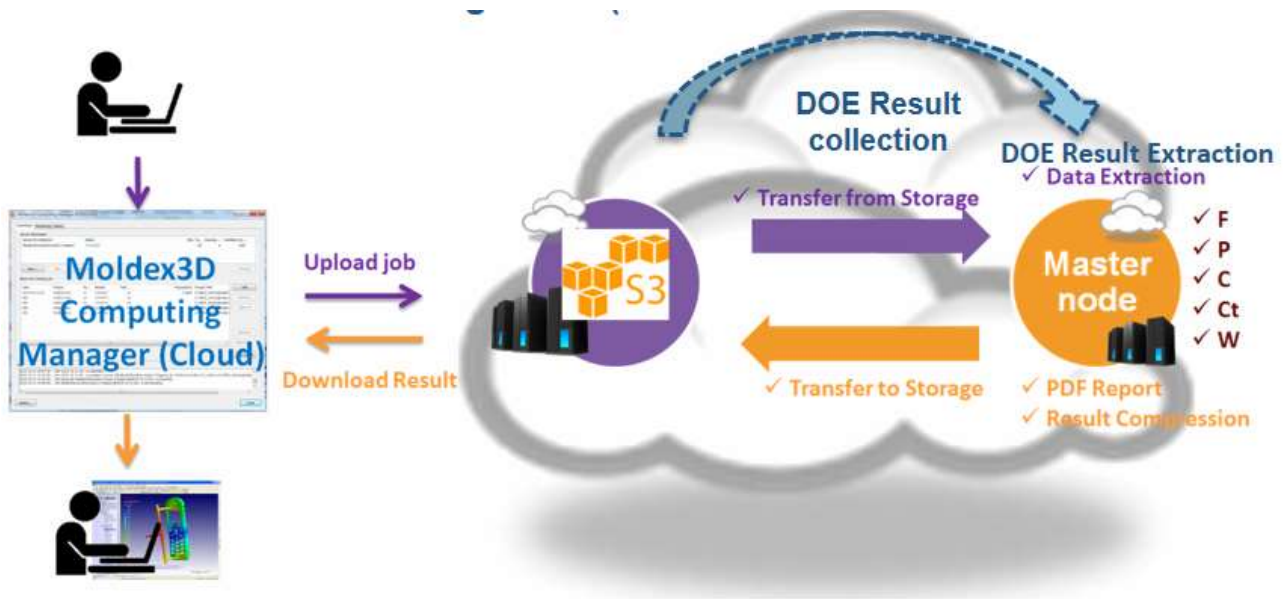 DOE Result
collection
DOE Result Extraction
✓ Data Extraction
✓ Transfer from Storage
✓ F
✓ P
✓ C
✓ Ct
✓ W
Moldex3D
Computing
Manager (Cloud)
Upload job
Download Result
S3
Master
node
✓ Transfer to Storage
✓ PDF Report
✓ Result Compression